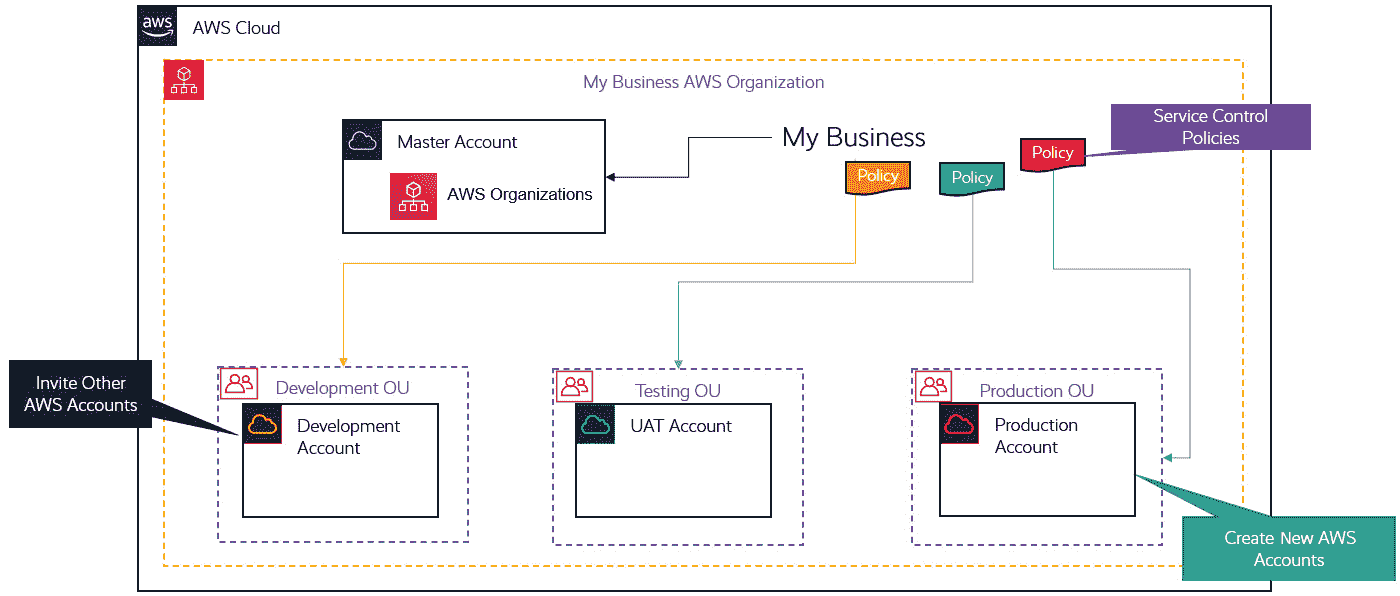 aws
AWS Cloud
My Business AWS Organization
Service Control
Policies
Master Account
AWS Organizations
My Business
Policy
Policy
Policy
Invite Other
AWS Accounts
Development OU
Development
Account
Testing OU
UAT Account
Production OU
Production
Account
Create New AWS
Accounts